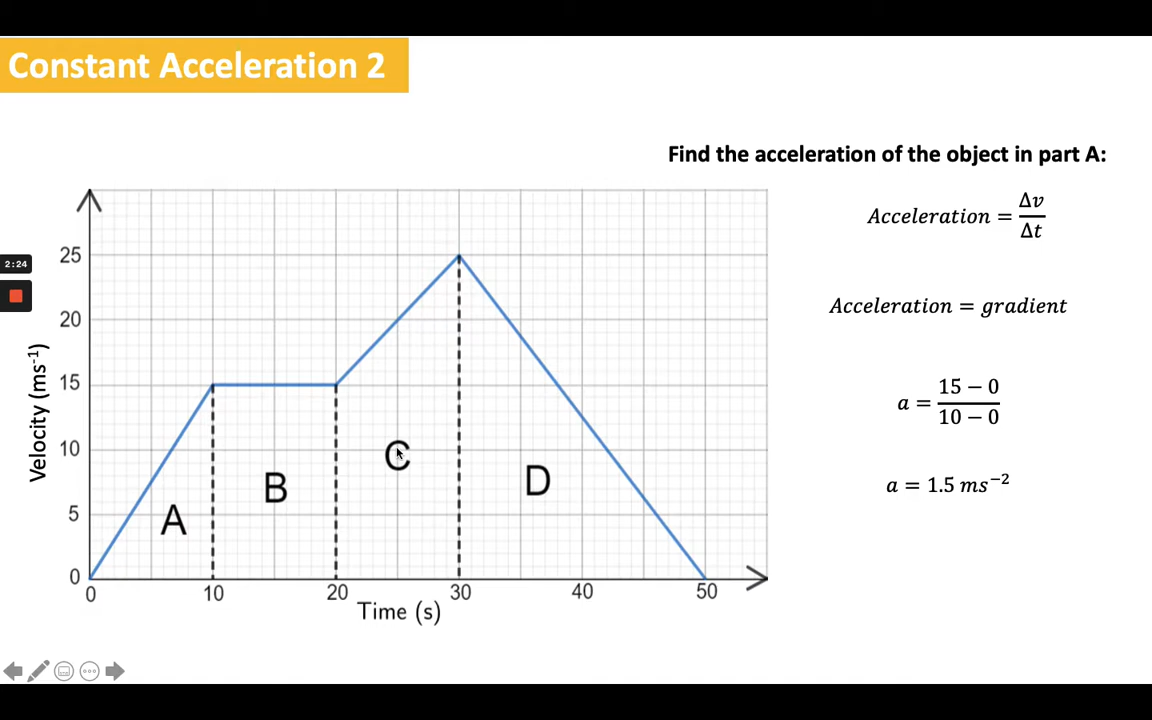 Constant Acceleration 2
Find the acceleration of the object in part A:
Acceleration = Δv/Δt
Acceleration = gradient
a = (15 − 0)/(10 − 0)
a = 1.5 ms⁻²
2:24
Velocity (ms⁻¹)
25
20
15
10
5
0
A
B
C
D
0 10 20 30 40 50
Time (s)